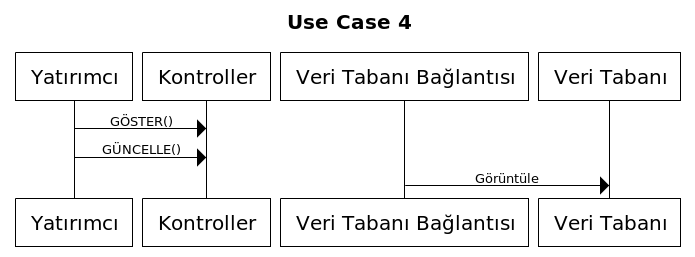 Use Case 4
Yatırımcı
Kontroller
Veri Tabanı Bağlantısı
Veri Tabanı
GÖSTER()
GÜNCELLE()
Görüntüle
Yatırımcı
Kontroller
Veri Tabanı Bağlantısı
Veri Tabanı